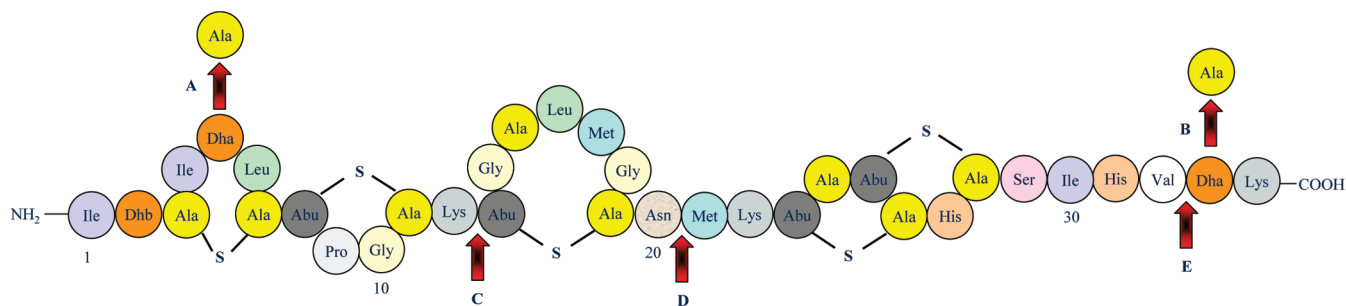 Ala
A
Ala
B
Dha
Ile
Leu
Gly
Ala
Leu
Met
Gly
S
S
NH2
Ile
Dhb
Ala
Ala
Abu
Pro
Gly
Ala
Lys
Abu
Ala
Asn
Met
Lys
Abu
Ala
Abu
Ala
His
Ala
Ser
Ile
His
Val
Dha
Lys
COOH
1
S
10
S
20
S
30
C
D
E